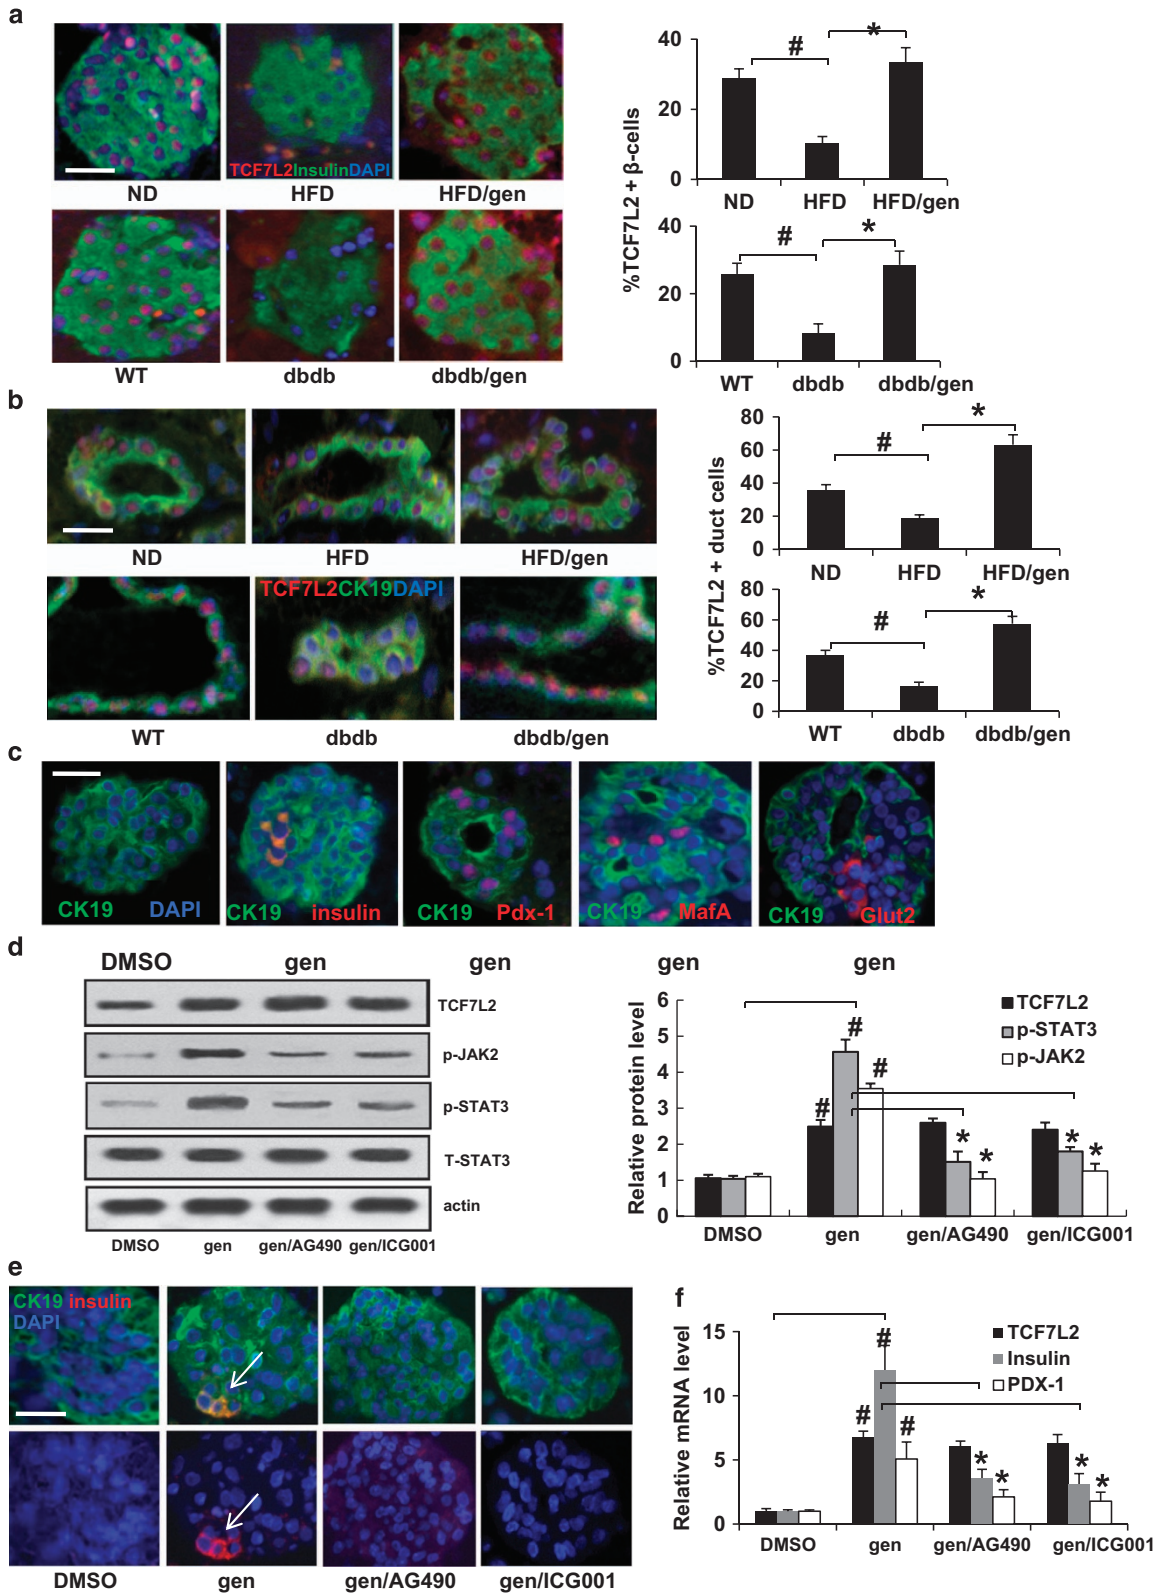 a
TCF7L2InsulinDAPI
ND HFD HFD/gen
WT dbdb dbdb/gen
%TCF7L2 + β-cells
40
20
0
# *
ND HFD HFD/gen
40
20
0
# *
WT dbdb dbdb/gen
b
ND HFD HFD/gen
TCF7L2CK19DAPI
WT dbdb dbdb/gen
%TCF7L2 + duct cells
80
60
40
20
0
# *
ND HFD HFD/gen
80
60
40
20
0
# *
WT dbdb dbdb/gen
c
CK19 DAPI
CK19 insulin
CK19 Pdx-1
CK19 MafA
CK19 Glut2
d
DMSO gen gen gen gen
TCF7L2
p-JAK2
p-STAT3
T-STAT3
actin
DMSO gen gen/AG490 gen/ICG001
Relative protein level
6
5
4
3
2
1
0
TCF7L2
p-STAT3
p-JAK2
# # #
* * * *
DMSO gen gen/AG490 gen/ICG001
e
CK19 insulin
DAPI
DMSO gen gen/AG490 gen/ICG001
f
Relative mRNA level
15
10
5
0
TCF7L2
Insulin
PDX-1
# # #
* * * *
DMSO gen gen/AG490 gen/ICG001